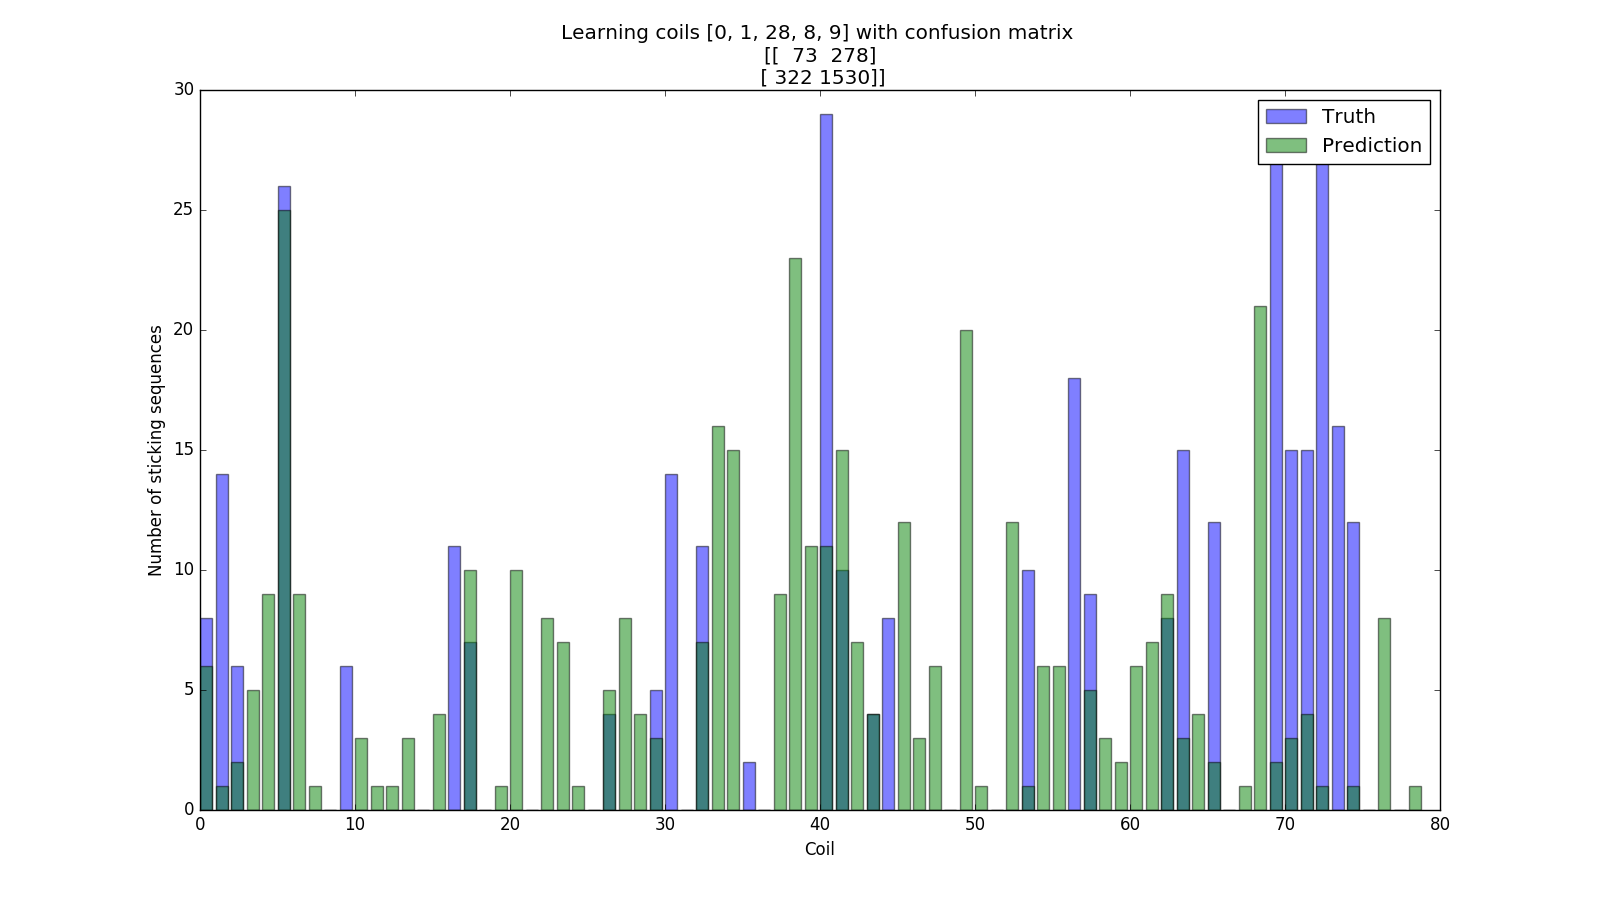 Learning coils [0, 1, 28, 8, 9] with confusion matrix
[[  73  278]
[ 322 1530]]
30
25
20
15
10
5
0
Number of sticking sequences
Truth
Prediction
0 10 20 30 40 50 60 70 80
Coil